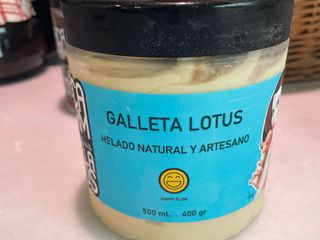 GALLETA LOTUS
HELADO NATURAL Y ARTESANO
HAPPY FLOW
500 mL . 400 gr